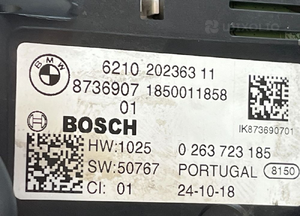 BMW
6210 202363 11
8736907 1850011858
01
BOSCH
IK873690701
HW:1025 0 263 723 185
SW:50767 PORTUGAL 8150
CI: 01 24-10-18